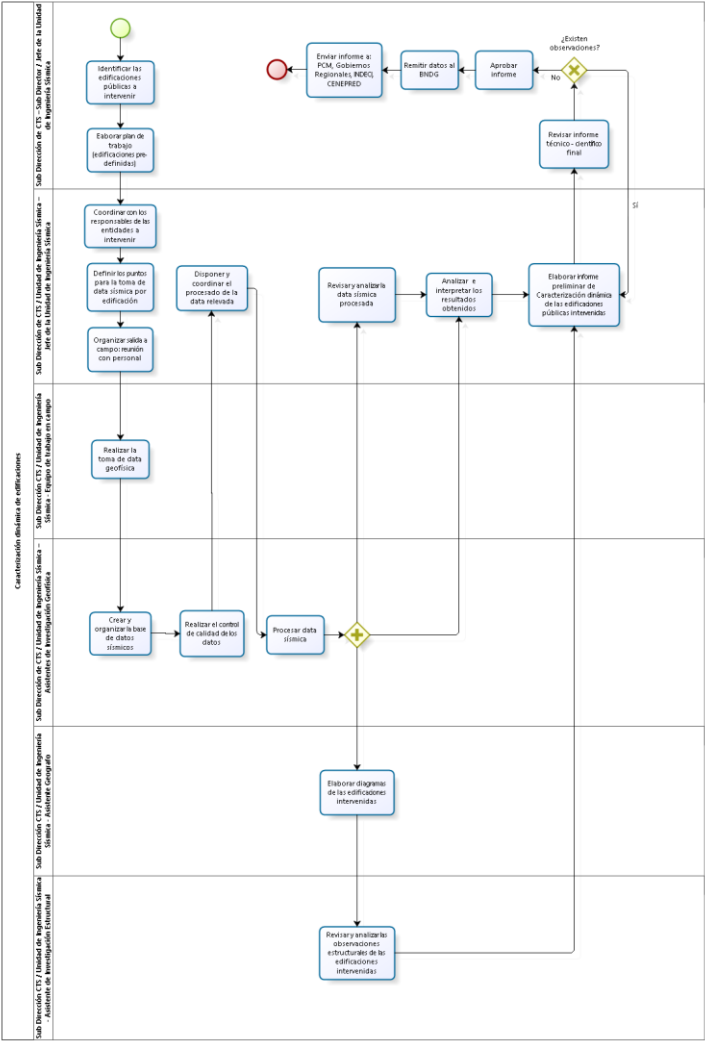 Caracterización dinámica de edificaciones
Sub Dirección de CTS – Sub Director / Jefe de la Unidad
de Ingeniería Sísmica
Identificar las
edificaciones
públicas a
intervenir
Elaborar plan de
trabajo
(edificaciones pre-
definidas)
Enviar informe a:
PCM, Gobiernos
Regionales, INDECI,
CENEPRED
Remitir datos al
BNDG
Aprobar
informe
¿Existen
observaciones?
No
Sí
Revisar informe
técnico - científico
final
Sub Dirección de CTS / Unidad de Ingeniería Sísmica –
Jefe de la Unidad de Ingeniería Sísmica
Coordinar con los
responsables de las
entidades a
intervenir
Definir los puntos
para la toma de
data sísmica por
edificación
Organizar salida a
campo: reunión
con personal
Disponer y
coordinar el
procesado de la
data relevada
Revisar y analizar la
data sísmica
procesada
Analizar e
interpretar los
resultados
obtenidos
Elaborar informe
preliminar de
Caracterización dinámica
de las edificaciones
públicas intervenidas
Sub Dirección CTS / Unidad de Ingeniería
Sísmica - Equipo de trabajo en campo
Realizar la
toma de data
geofísica
Sub Dirección de CTS / Unidad de Ingeniería Sísmica –
Asistentes de Investigación Geofísica
Crear y
organizar la base
de datos
sísmicos
Realizar el control
de calidad de los
datos
Procesar data
sísmica
Sub Dirección CTS / Unidad de Ingeniería
Sísmica - Asistente Geografo
Elaborar diagramas
de las edificaciones
intervenidas
Sub Dirección CTS / Unidad de Ingeniería Sísmica
- Asistente de Investigación Estructural
Revisar y analizar las
observaciones
estructurales de las
edificaciones
intervenidas